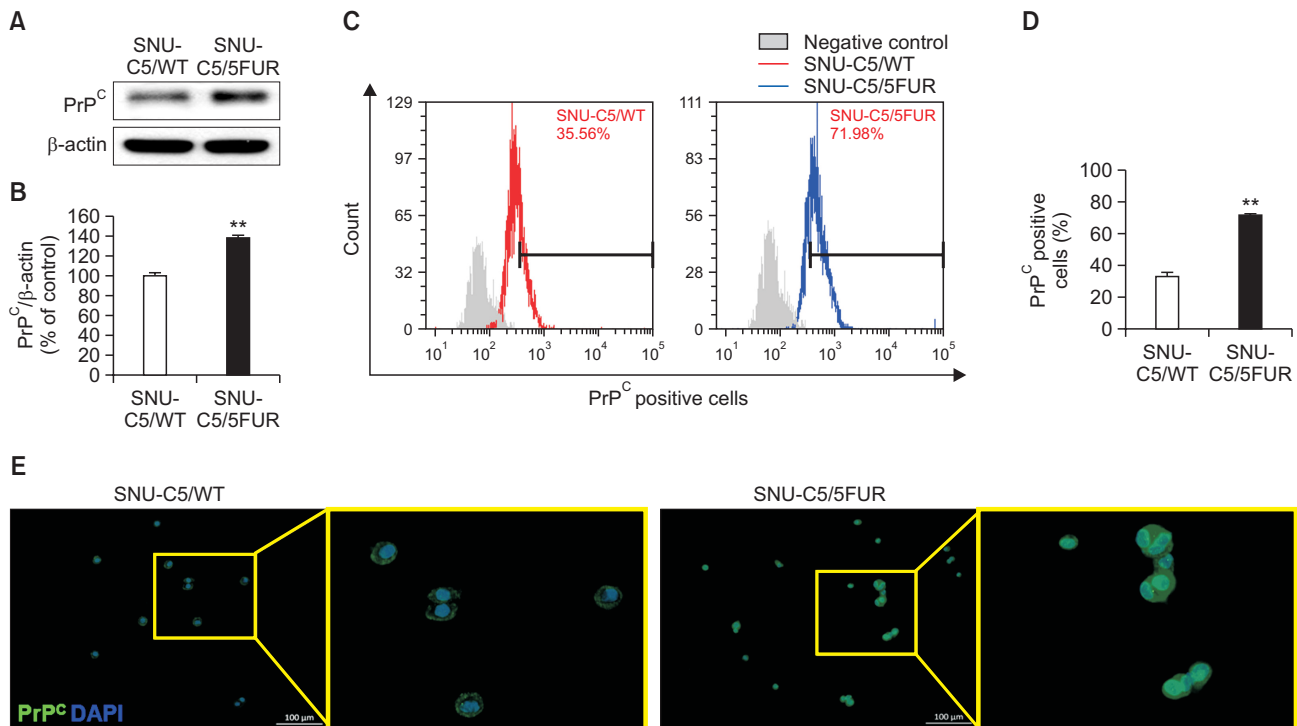 A
SNU-
C5/WT
SNU-
C5/5FUR
PrP^C
β-actin
B
160
140
120
100
80
60
40
20
0
PrP^C/β-actin
(% of control)
**
SNU-
C5/WT
SNU-
C5/5FUR
C
Negative control
SNU-C5/WT
SNU-C5/5FUR
Count
129
97
65
32
0
SNU-C5/WT
35.56%
10^1 10^2 10^3 10^4 10^5
111
83
56
28
0
SNU-C5/5FUR
71.98%
10^1 10^2 10^3 10^4 10^5
PrP^C positive cells
D
100
80
60
40
20
0
PrP^C positive
cells (%)
**
SNU-
C5/WT
SNU-
C5/5FUR
E
SNU-C5/WT
PrP^C DAPI
100 µm
SNU-C5/5FUR
100 µm